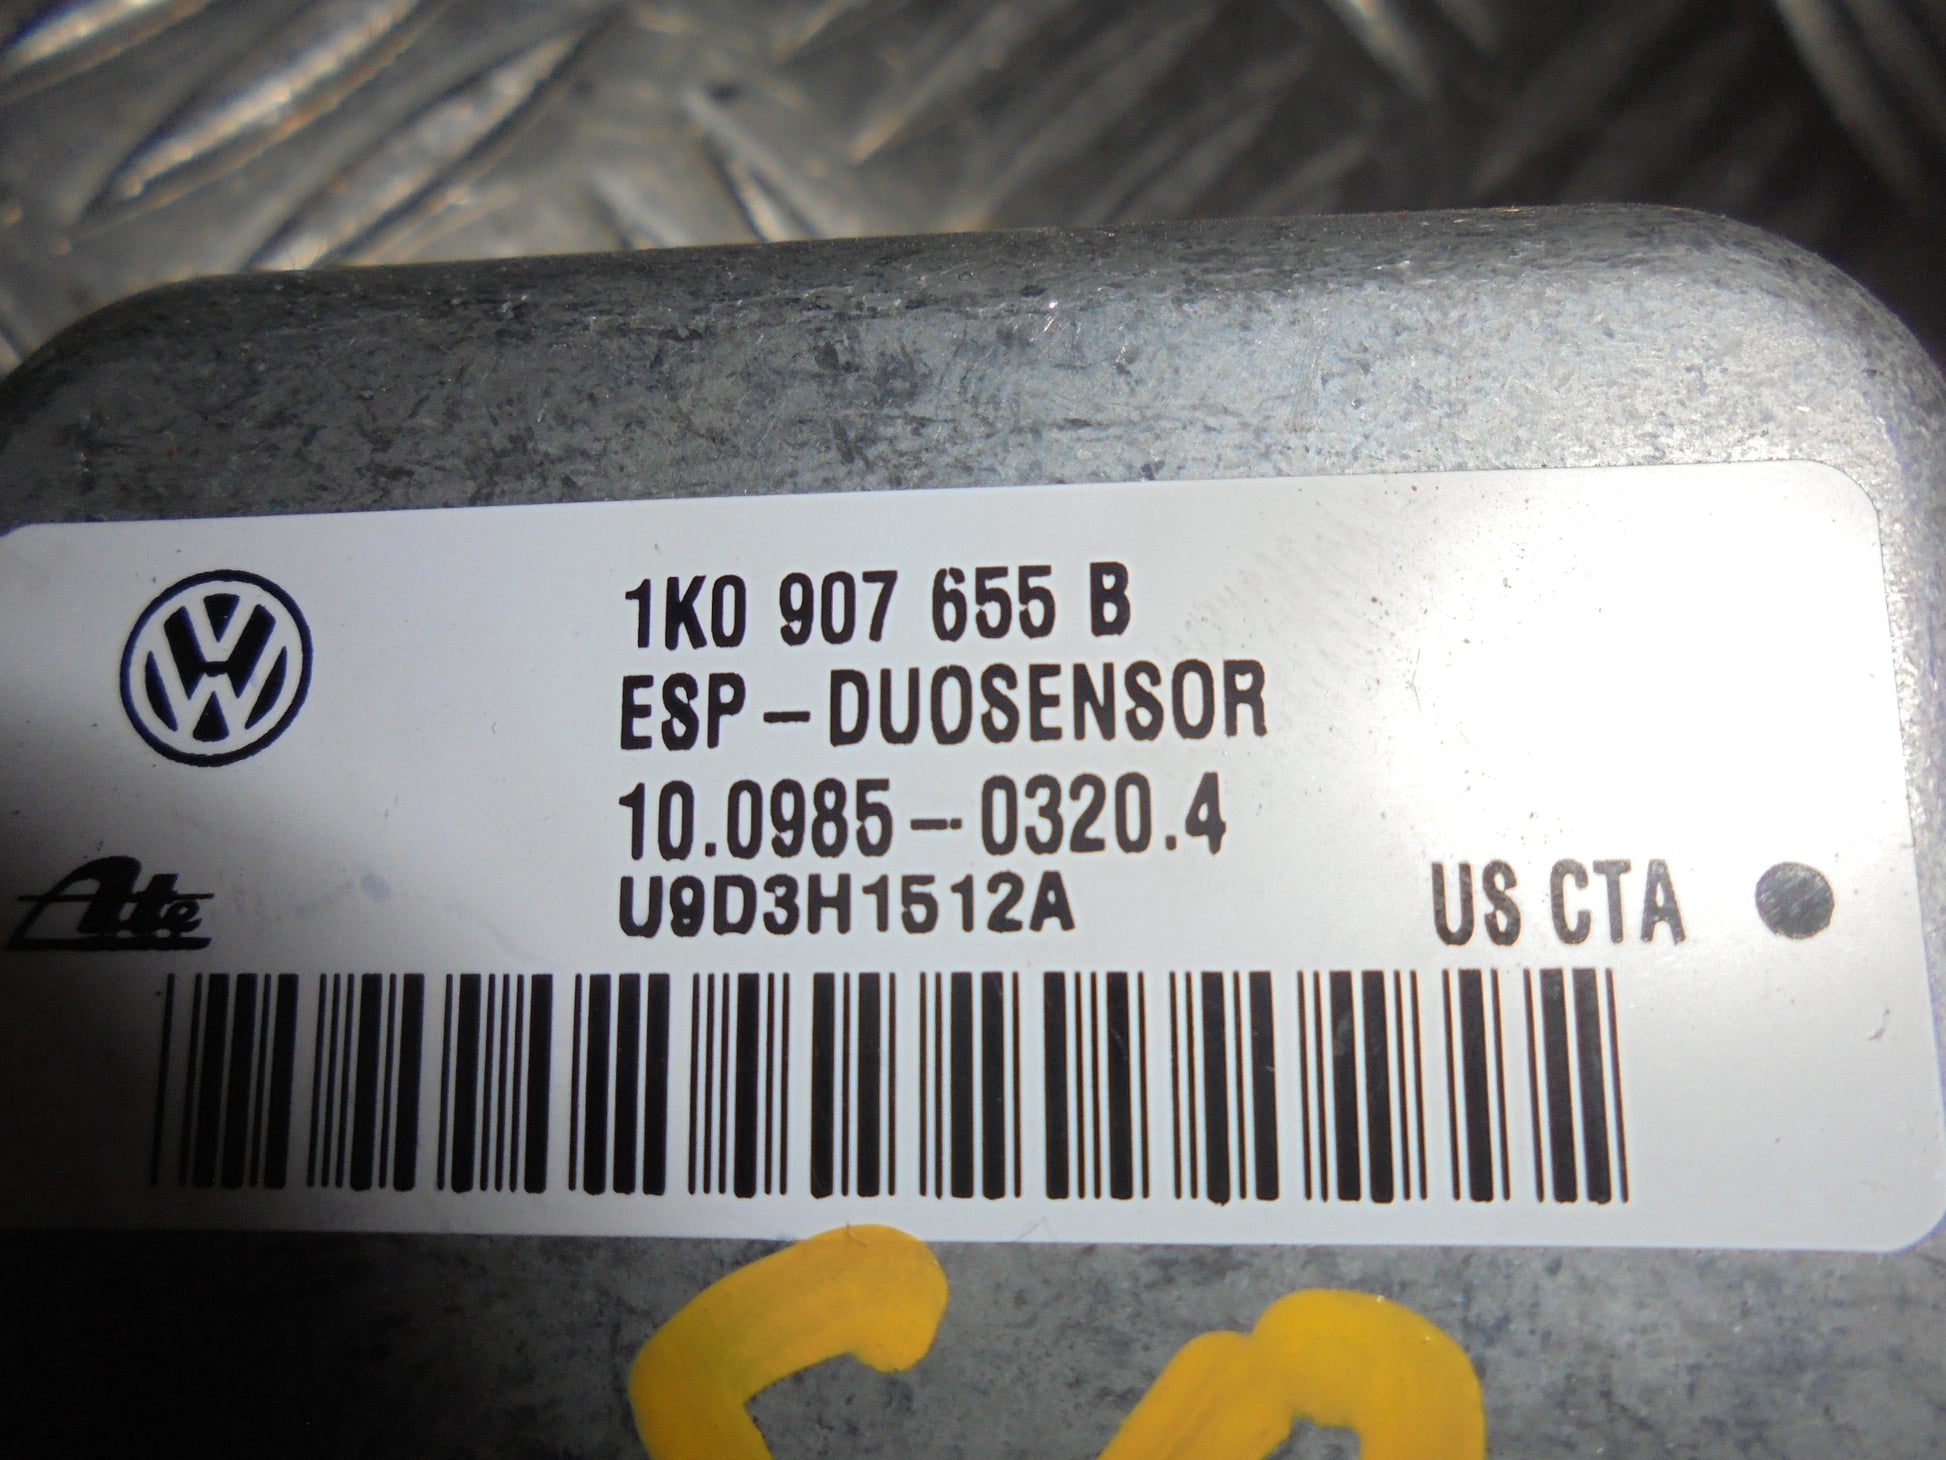 1K0 907 655 B
ESP-DUOSENSOR
10.0985-0320.4
U9D3H1512A
US CTA
Ate